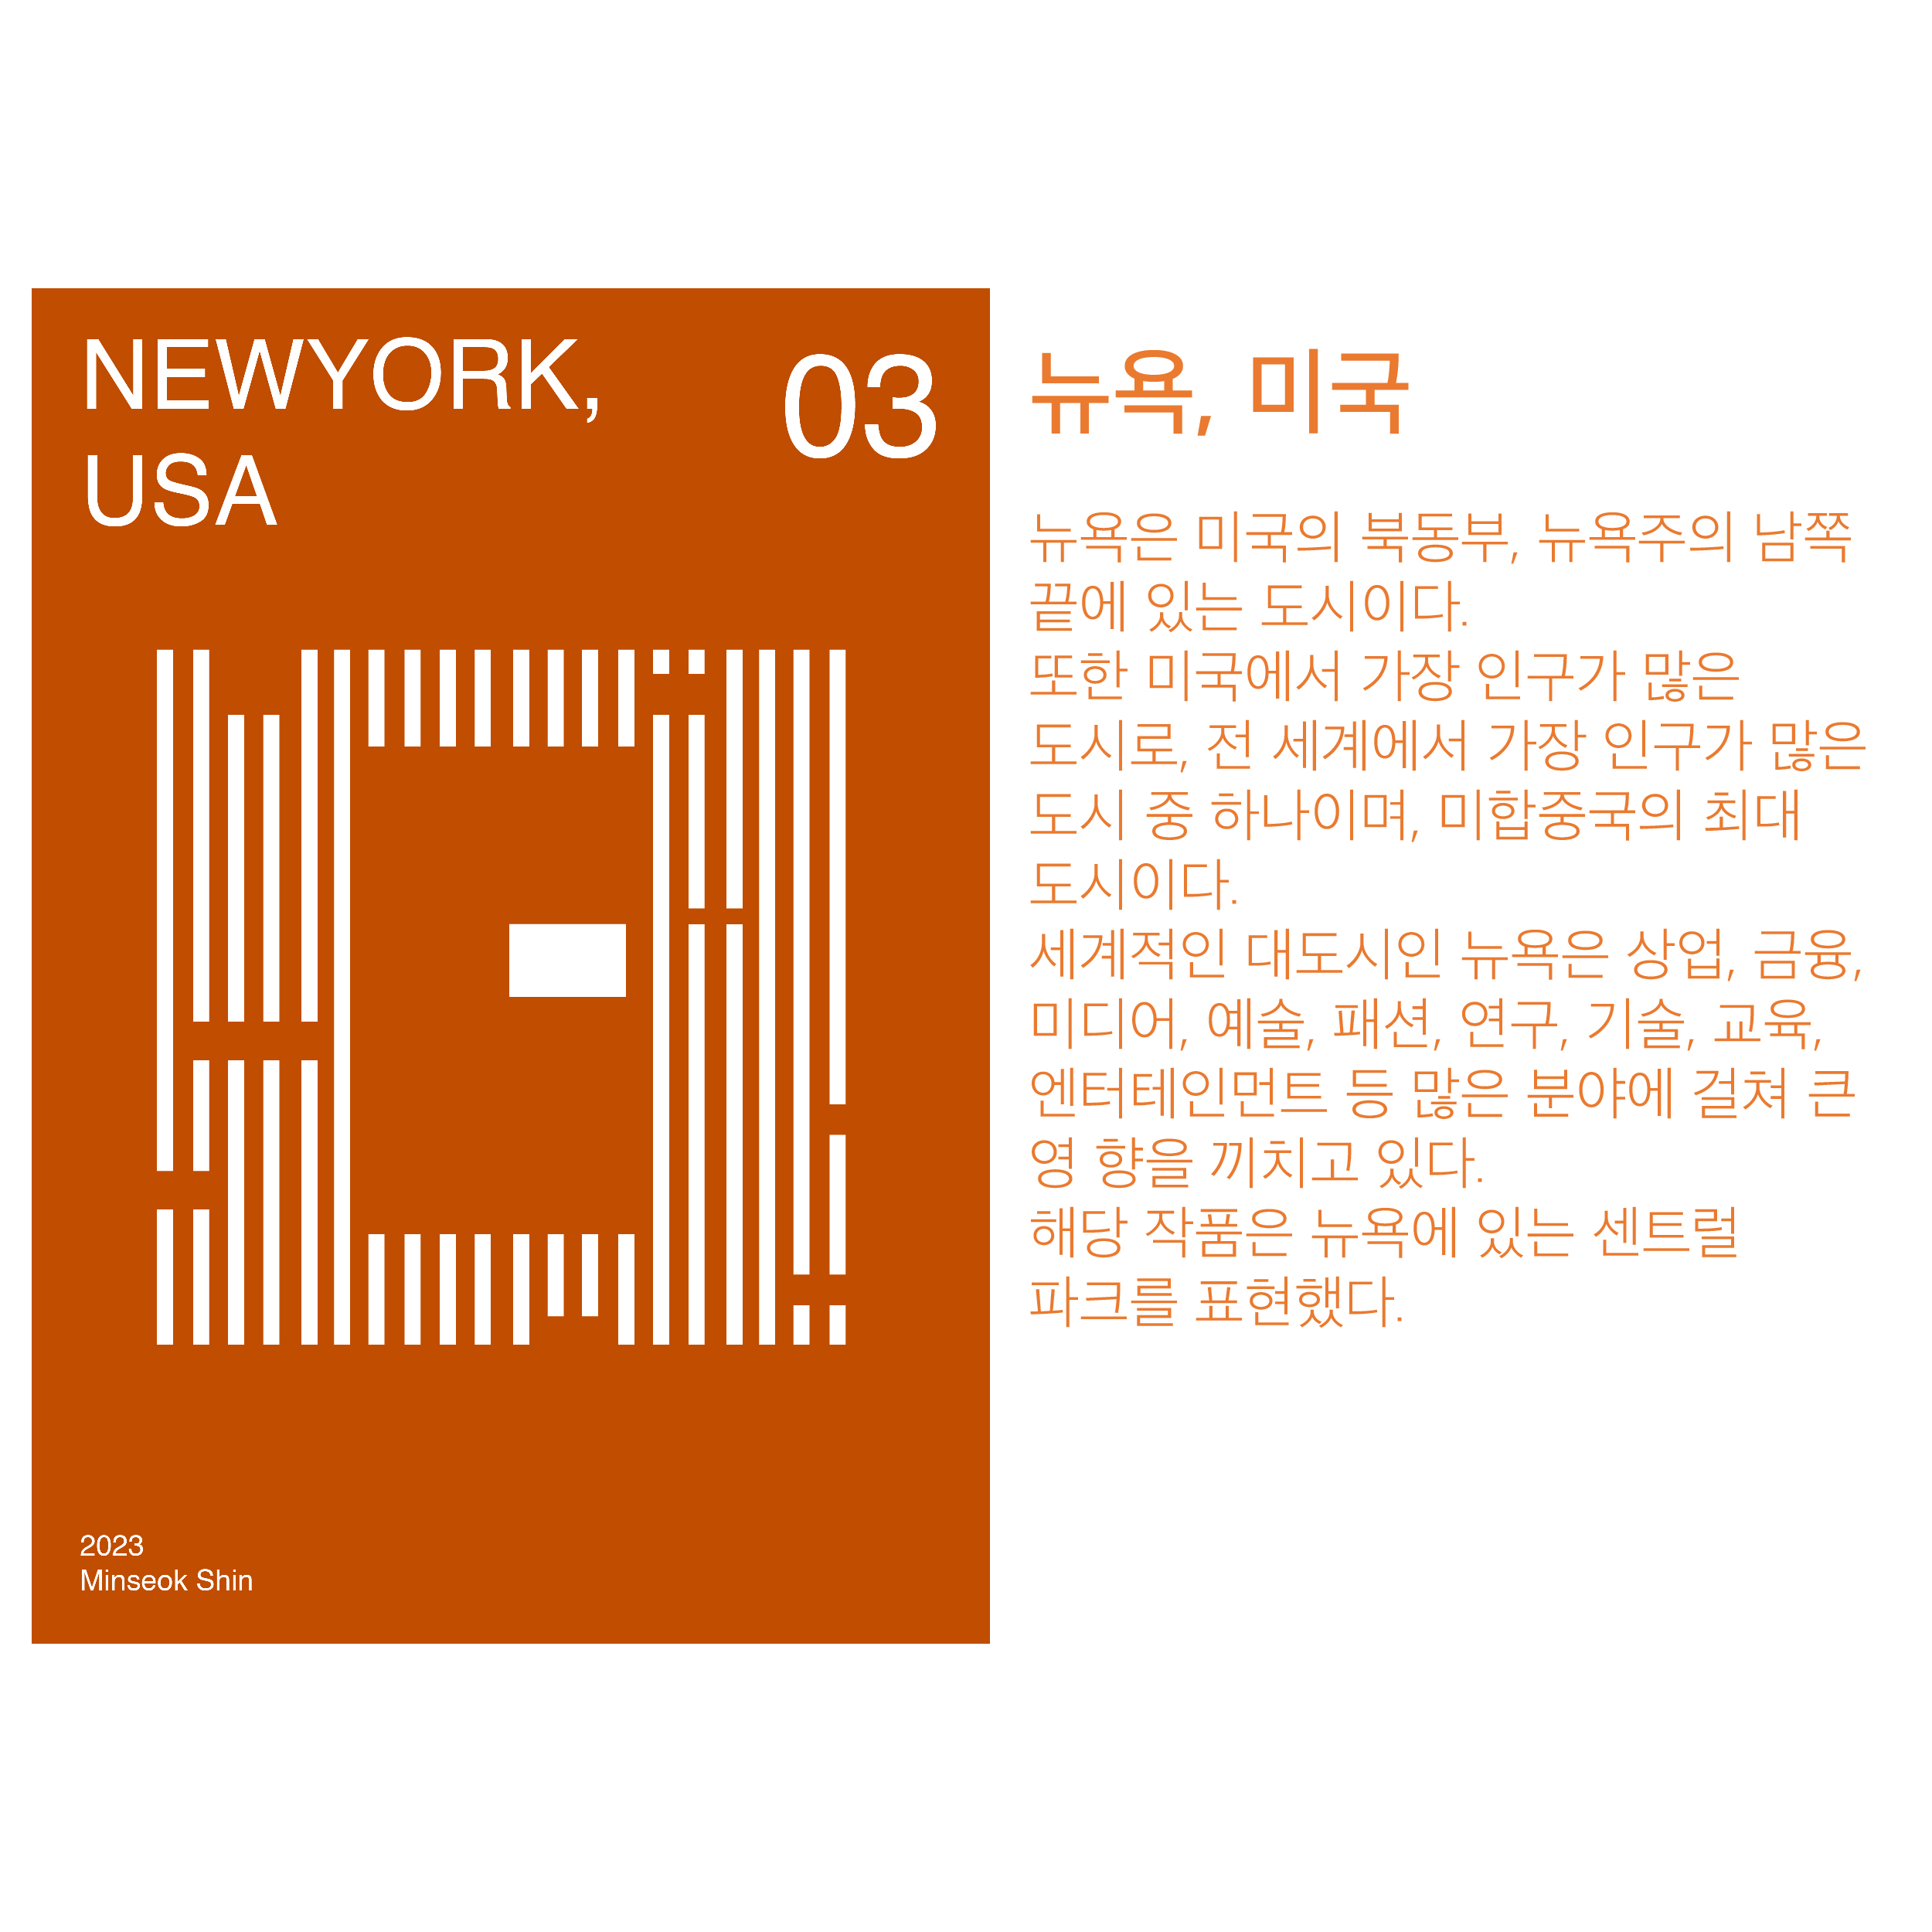 NEWYORK,
USA
03
2023
Minseok Shin
뉴욕, 미국
뉴욕은 미국의 북동부, 뉴욕주의 남쪽
끝에 있는 도시이다.
또한 미국에서 가장 인구가 많은
도시로, 전 세계에서 가장 인구가 많은
도시 중 하나이며, 미합중국의 최대
도시이다.
세계적인 대도시인 뉴욕은 상업, 금융,
미디어, 예술, 패션, 연구, 기술, 교육,
엔터테인먼트 등 많은 분야에 걸쳐 큰
영 향을 끼치고 있다.
해당 작품은 뉴욕에 있는 센트럴
파크를 표현했다.